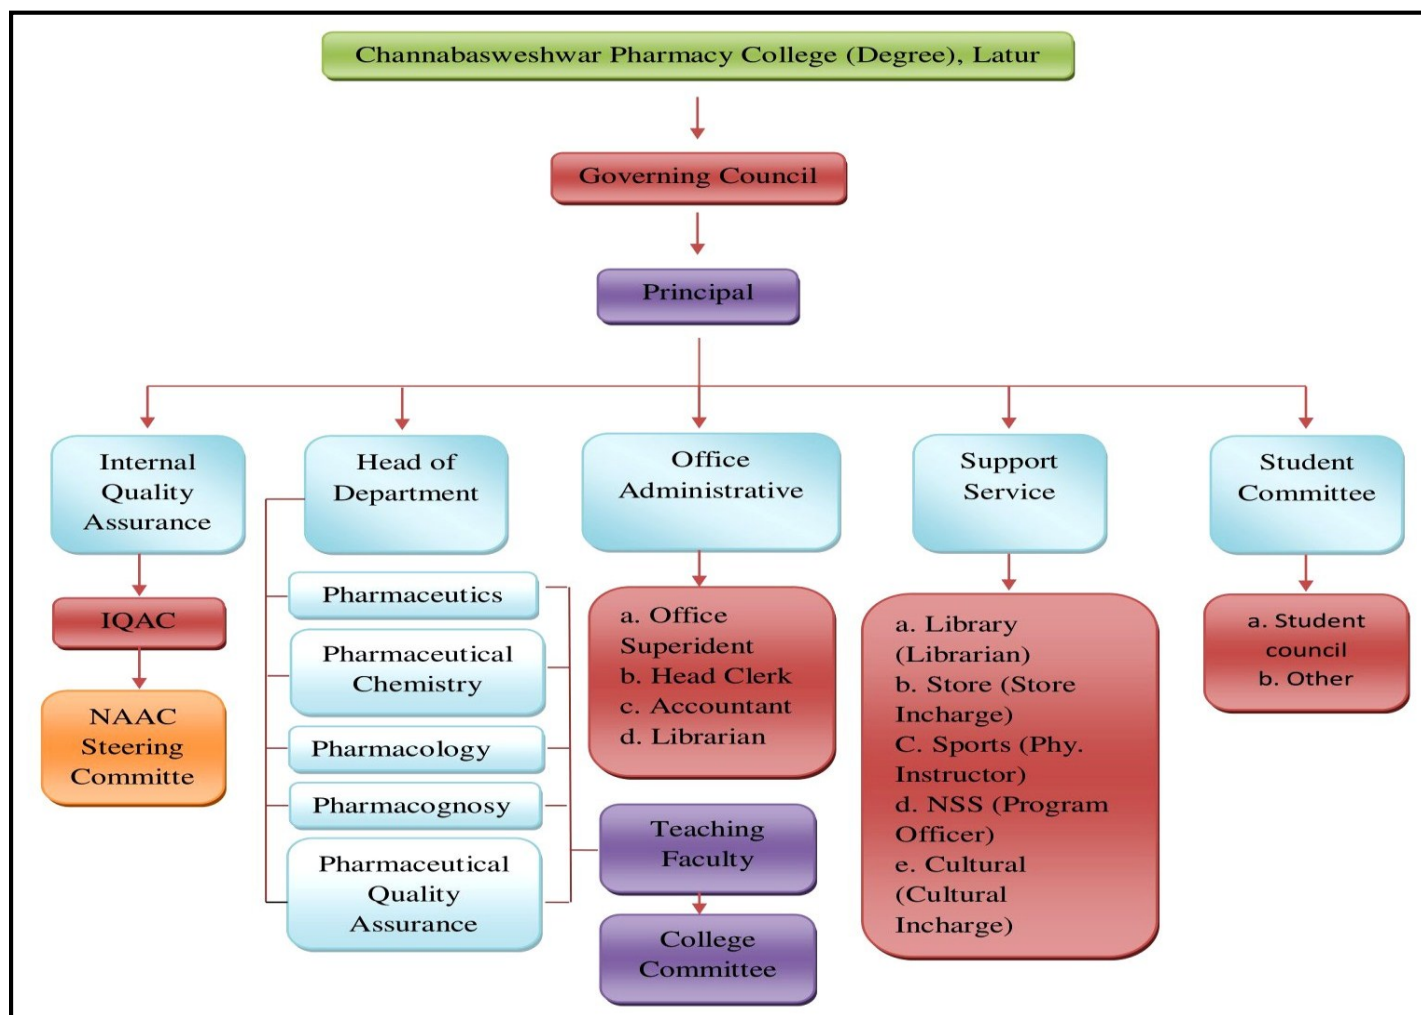 Channabasweshwar Pharmacy College (Degree), Latur
Governing Council
Principal
Internal
Quality
Assurance
IQAC
NAAC
Steering
Committe
Head of
Department
Pharmaceutics
Pharmaceutical
Chemistry
Pharmacology
Pharmacognosy
Pharmaceutical
Quality
Assurance
Office
Administrative
a. Office
Superident
b. Head Clerk
c. Accountant
d. Librarian
Teaching
Faculty
College
Committee
Support
Service
a. Library
(Librarian)
b. Store (Store
Incharge)
C. Sports (Phy.
Instructor)
d. NSS (Program
Officer)
e. Cultural
(Cultural
Incharge)
Student
Committee
a. Student
council
b. Other